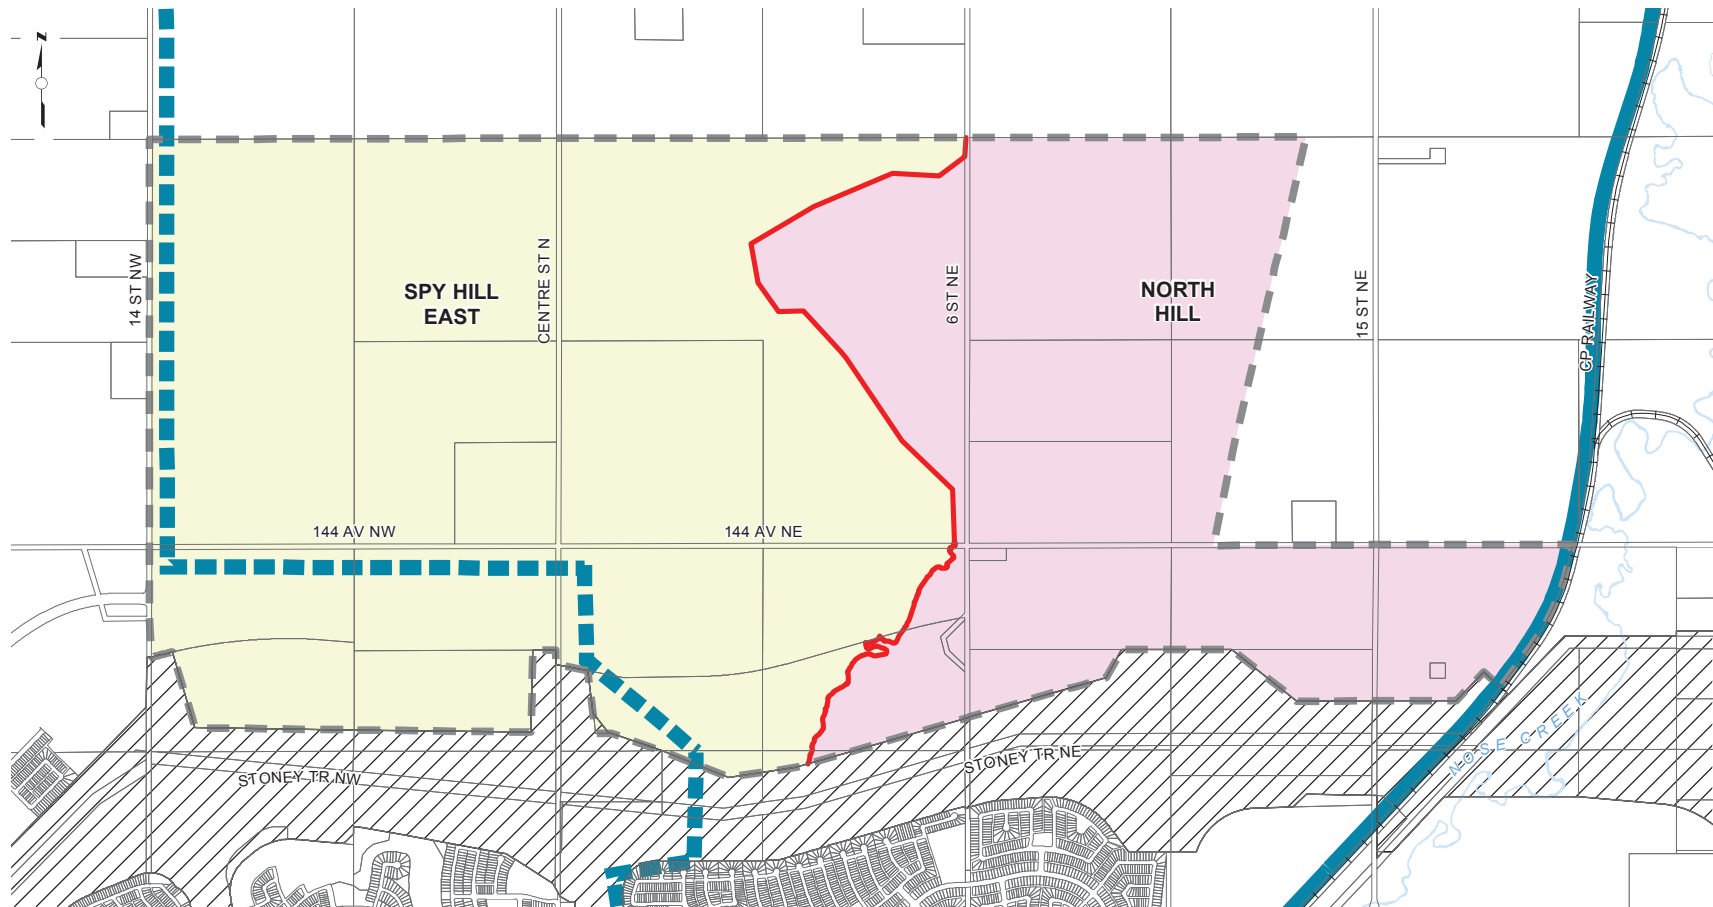 N
14 ST NW
SPY HILL
EAST
CENTRE ST N
6 ST NE
NORTH
HILL
15 ST NE
CP RAILWAY
144 AV NW
144 AV NE
STONEY TR NW
STONEY TR NE
NOSE CREEK